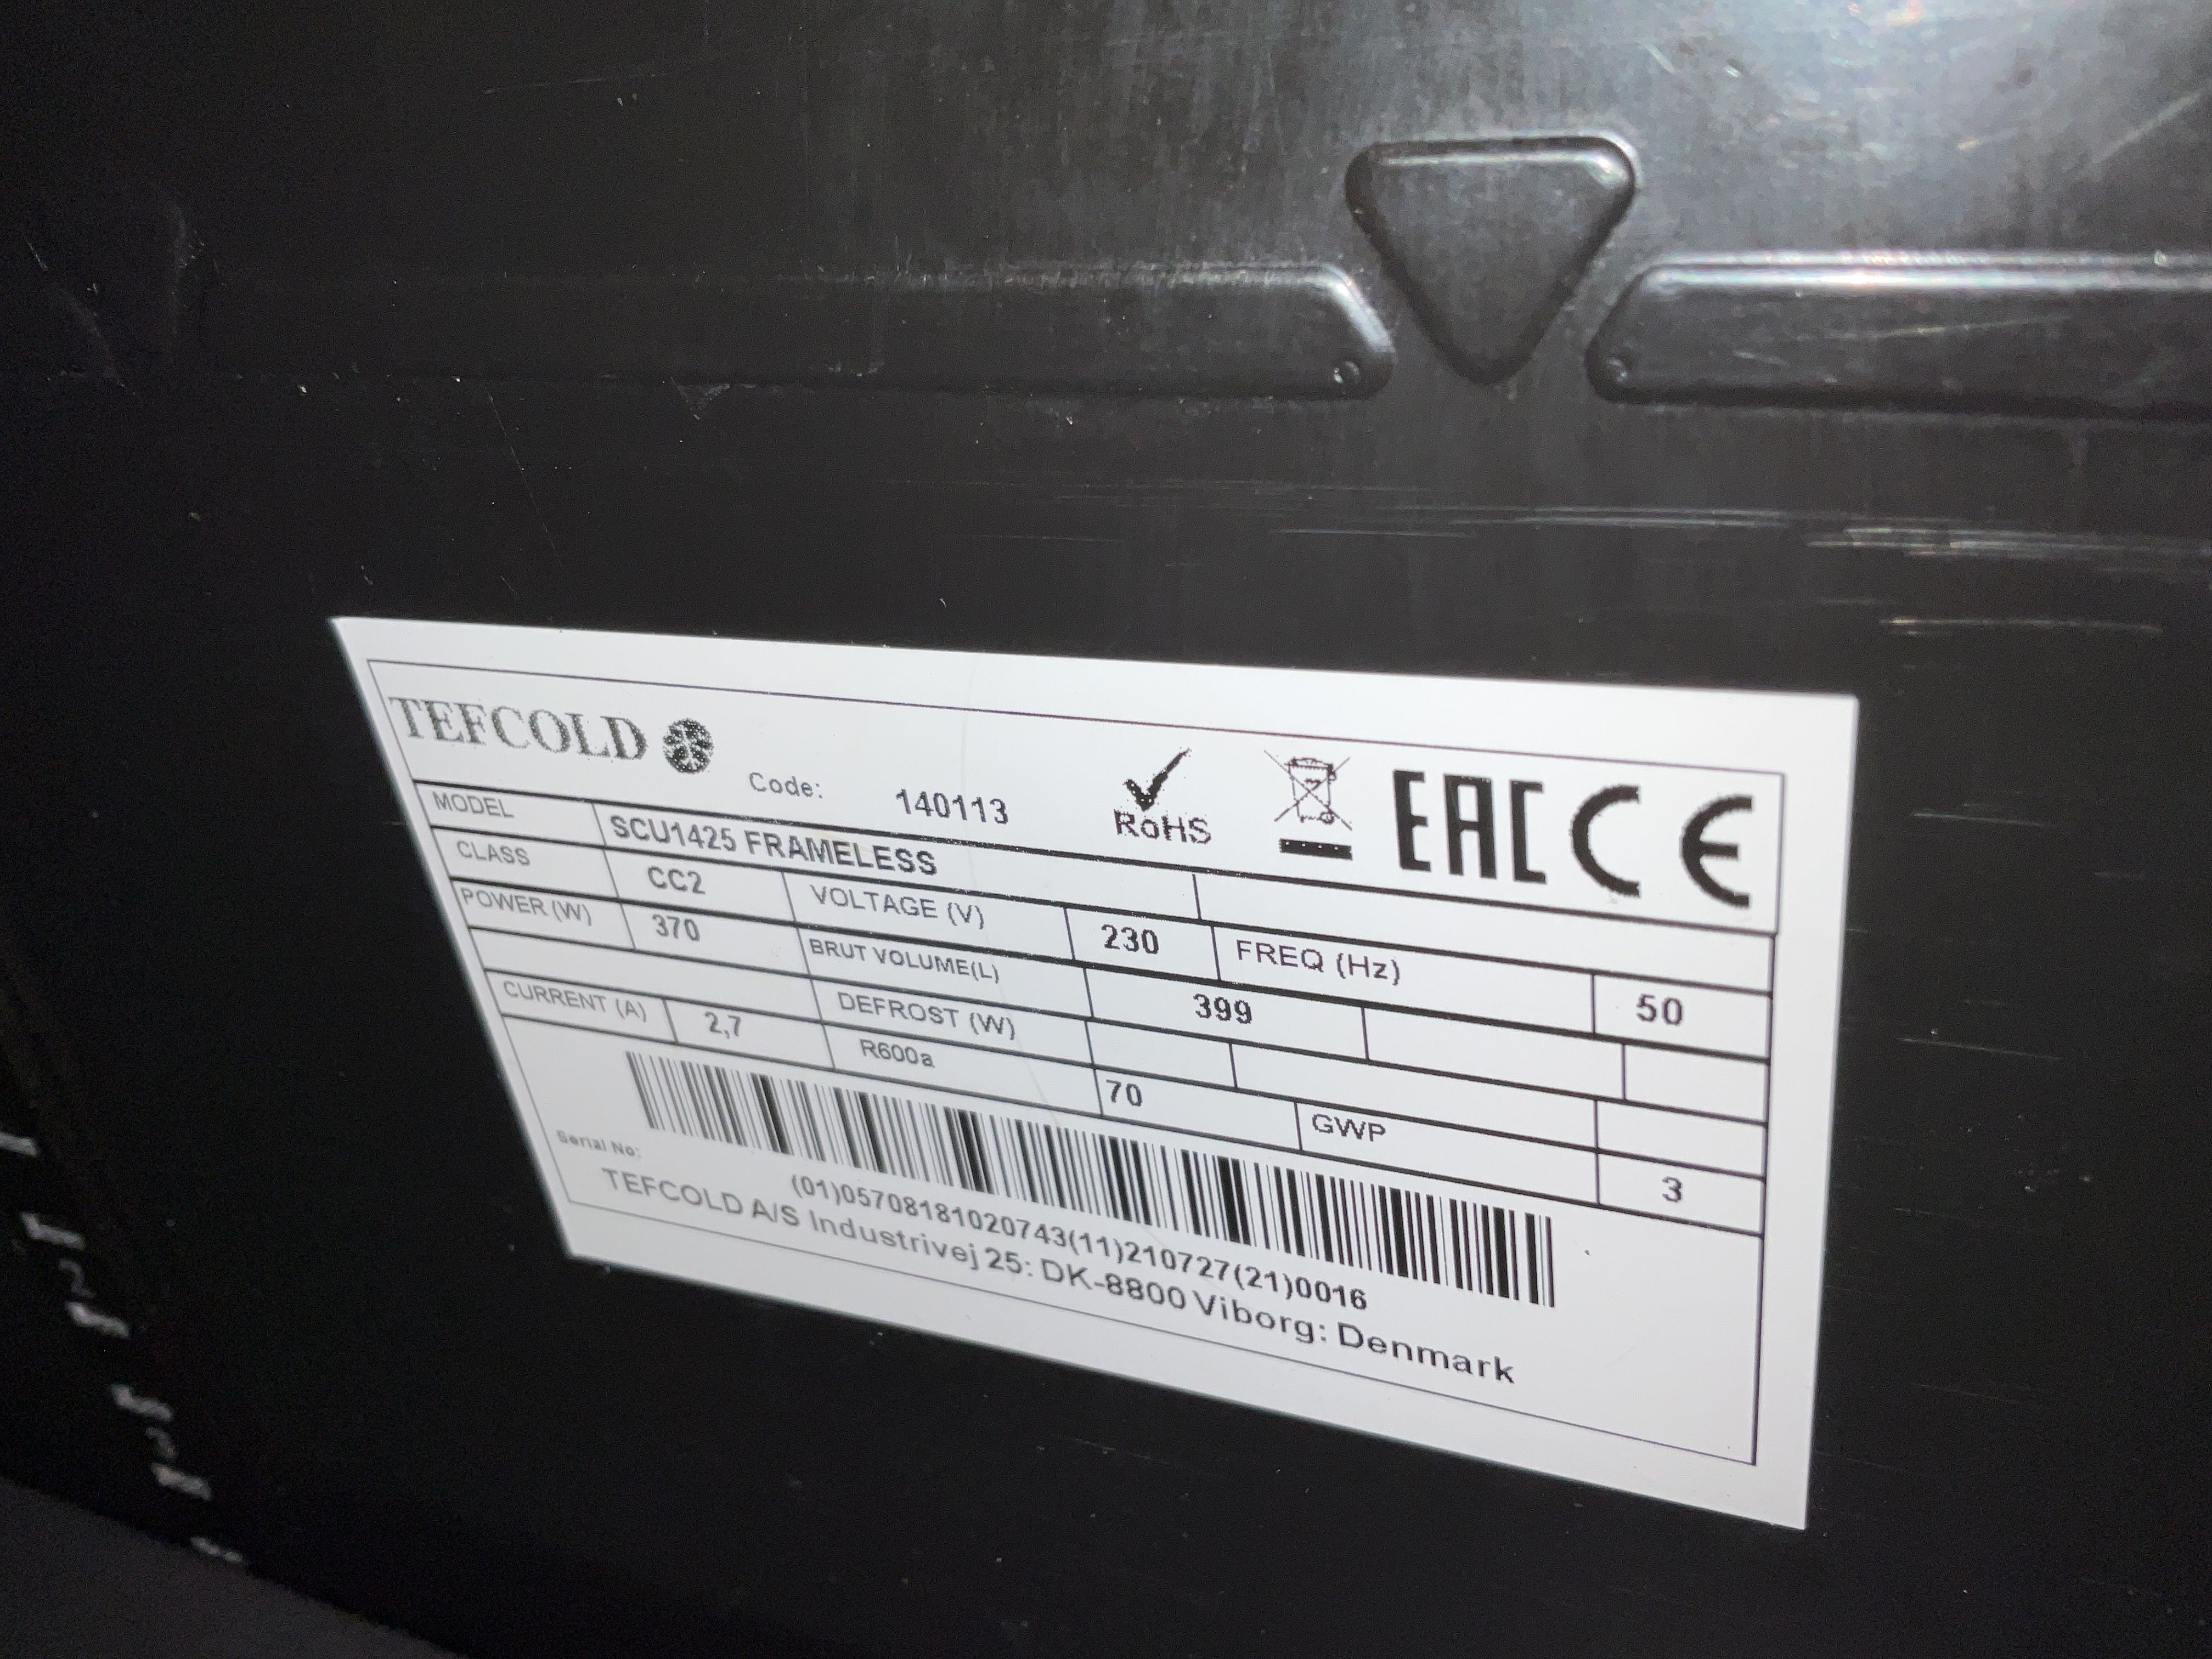 TEFCOLD
Code: 140113
RoHS
EAC CE
MODEL SCU1425 FRAMELESS
CLASS CC2 VOLTAGE (V) 230 FREQ (Hz) 50
POWER (W) 370 BRUT VOLUME(L) 399
DEFROST (W)
CURRENT (A) 2,7 R600a 70 GWP 3
Serial No:
(01)05708181020743(11)210727(21)0016
TEFCOLD A/S Industrivej 25: DK-8800 Viborg: Denmark
2